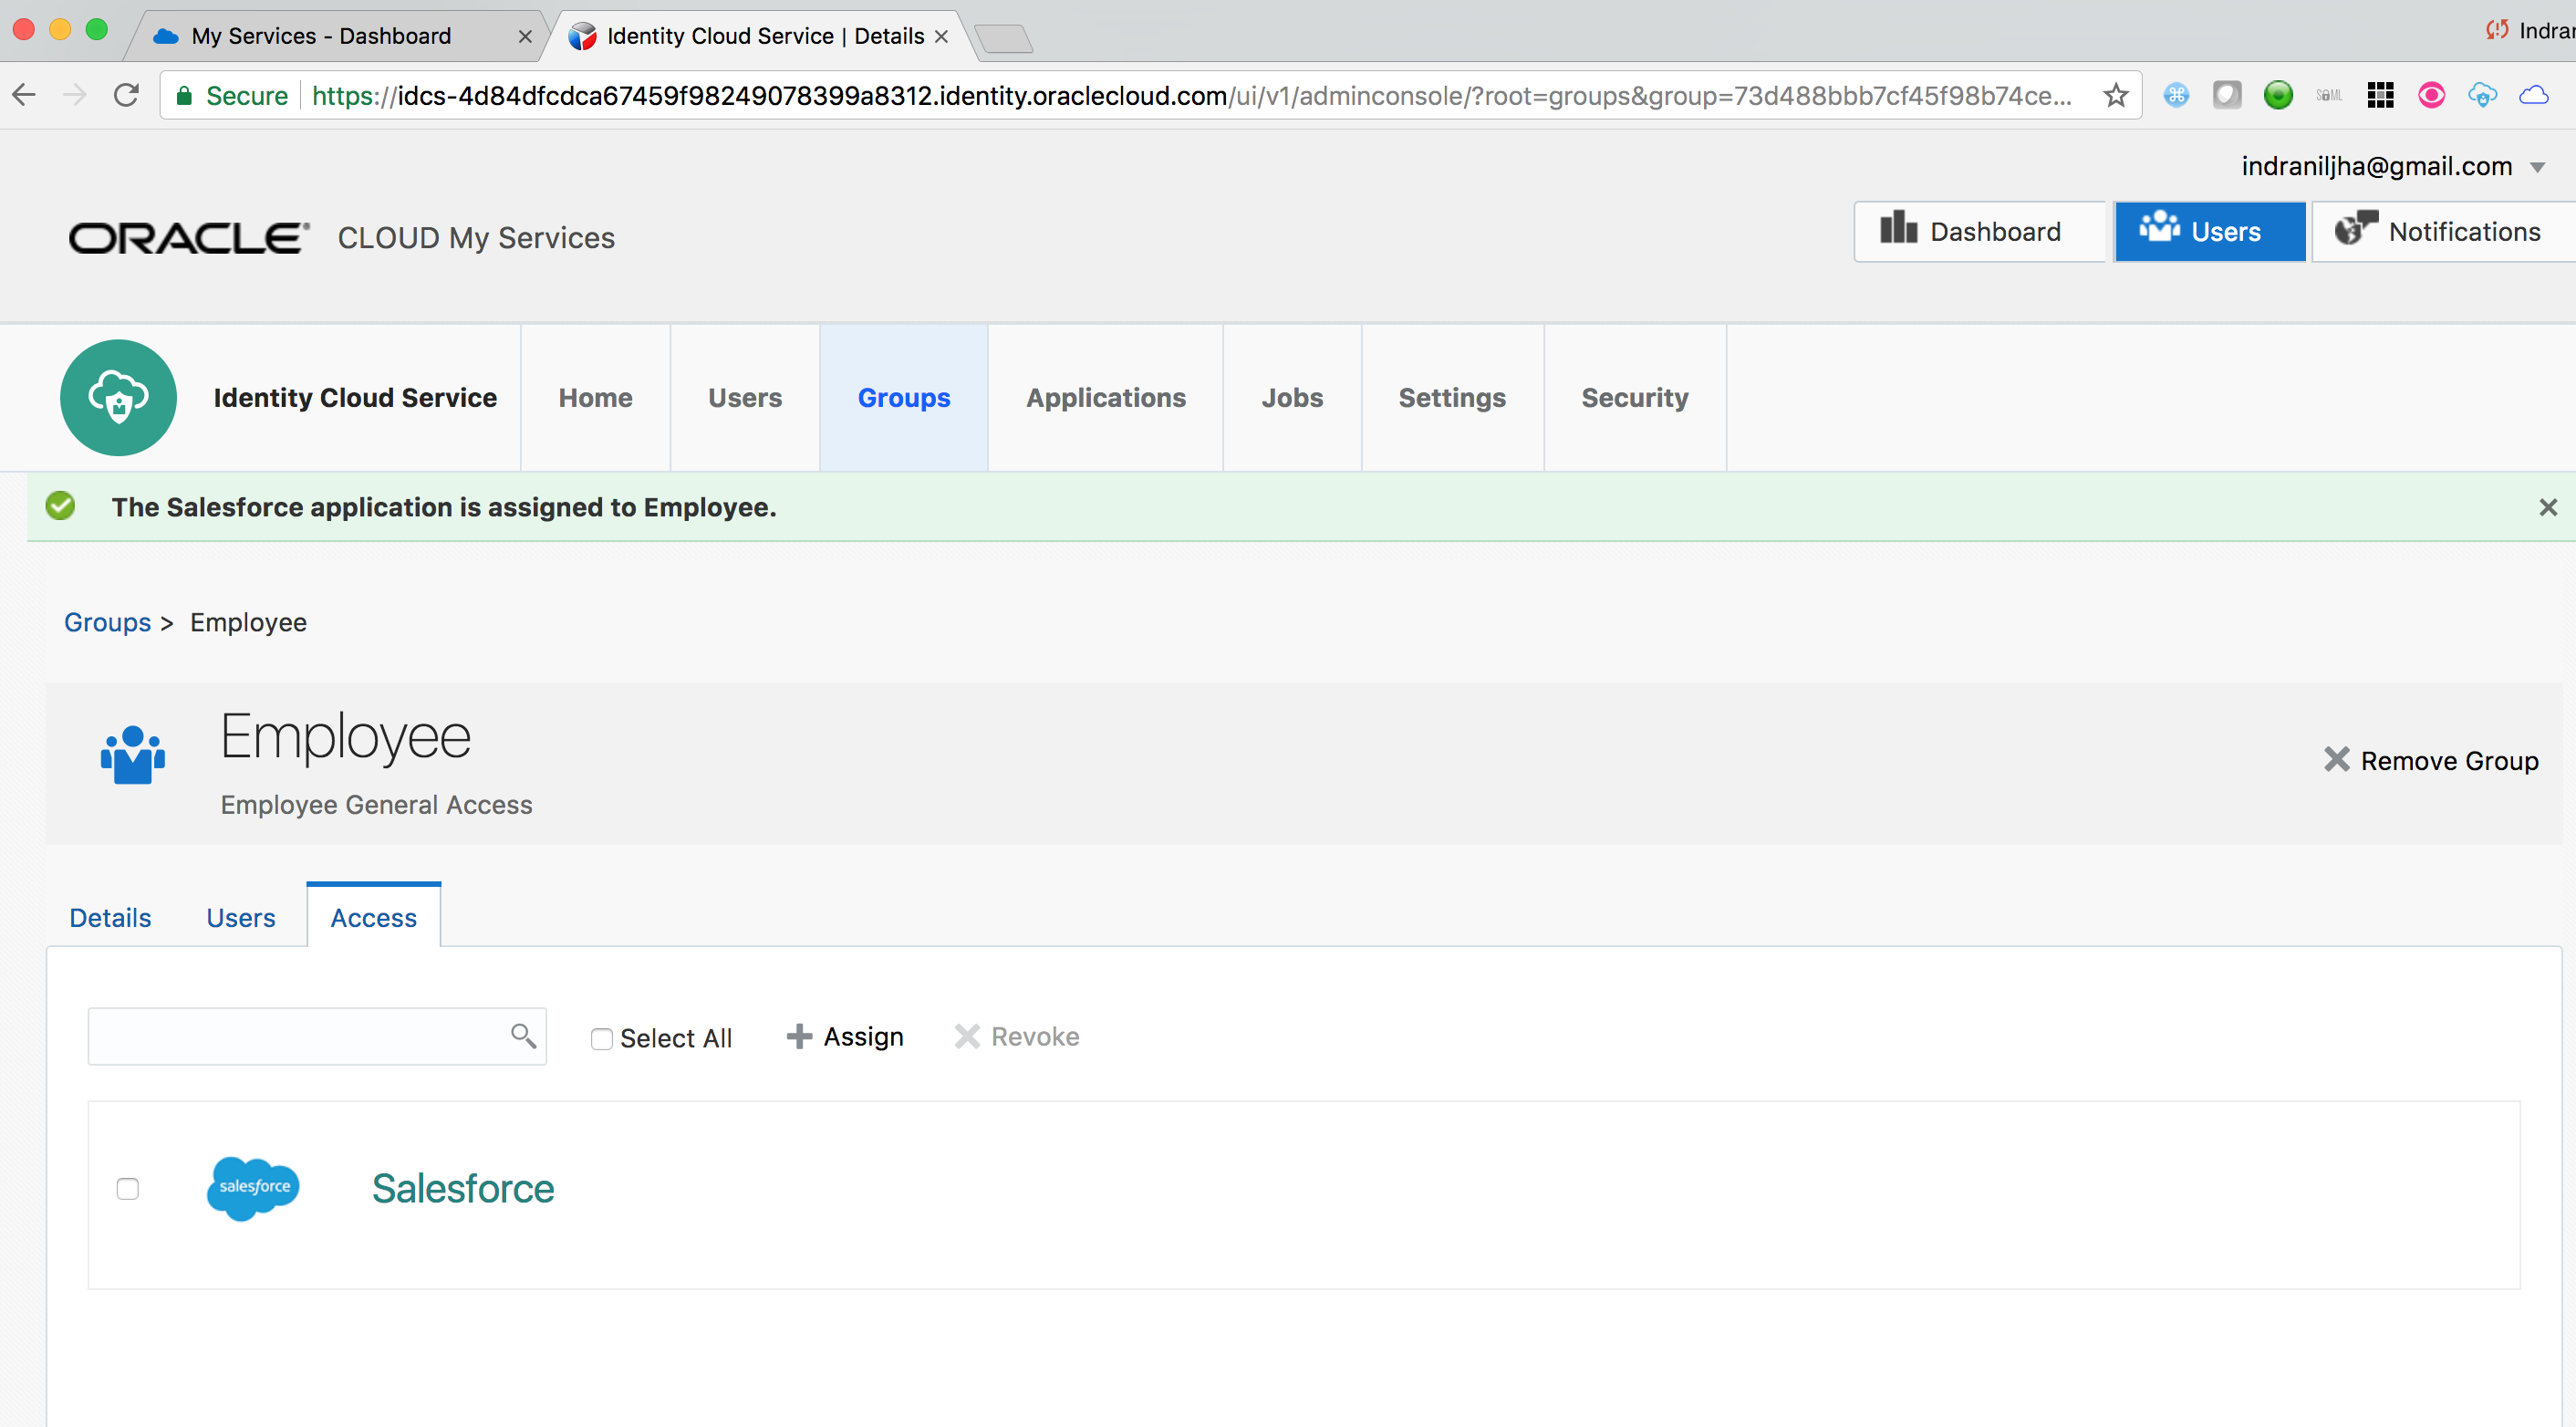 My Services - Dashboard
Identity Cloud Service | Details
Secure
https://idcs-4d84dfcdca67459f98249078399a8312.identity.oraclecloud.com/ui/v1/adminconsole/?root=groups&group=73d488bbb7cf45f98b74ce...
SAML
indraniljha@gmail.com
ORACLE CLOUD My Services
Dashboard
Users
Notifications
Identity Cloud Service
Home
Users
Groups
Applications
Jobs
Settings
Security
The Salesforce application is assigned to Employee.
Groups > Employee
Employee
Employee General Access
Remove Group
Details
Users
Access
Select All
Assign
Revoke
salesforce
Salesforce